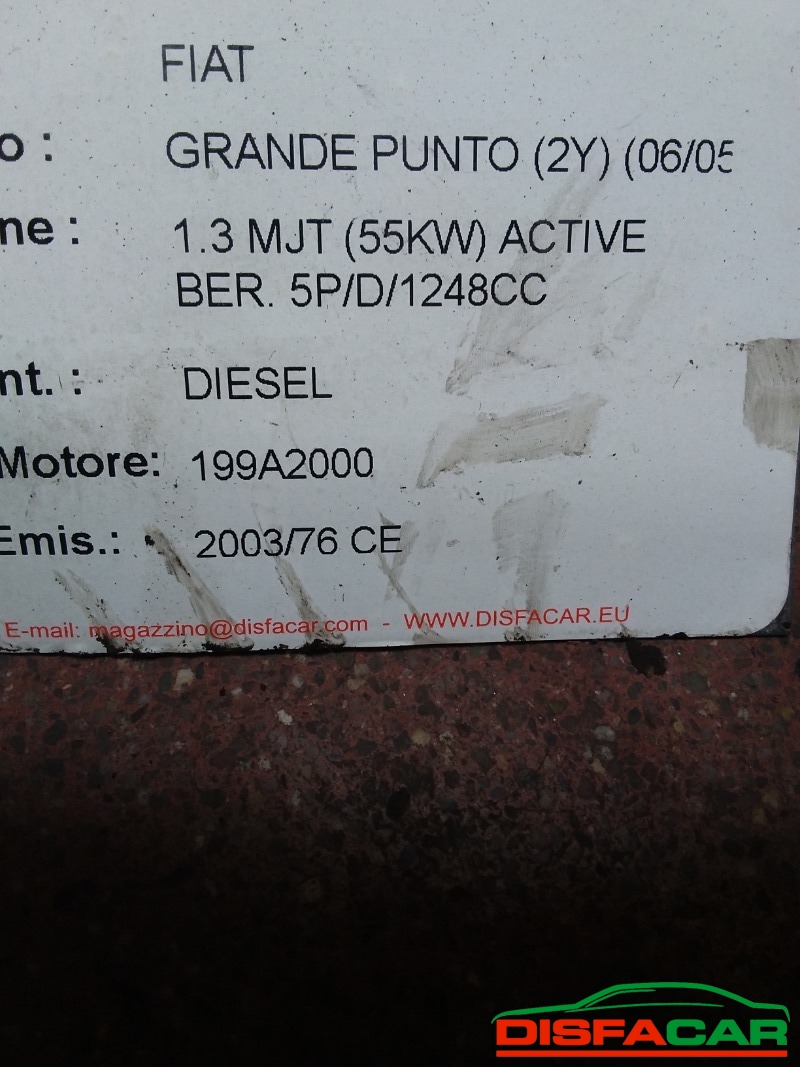 FIAT
o : GRANDE PUNTO (2Y) (06/05
ne : 1.3 MJT (55KW) ACTIVE
BER. 5P/D/1248CC
nt. : DIESEL
Motore: 199A2000
Emis.: 2003/76 CE
E-mail: magazzino@disfacar.com - WWW.DISFACAR.EU
DISFACAR